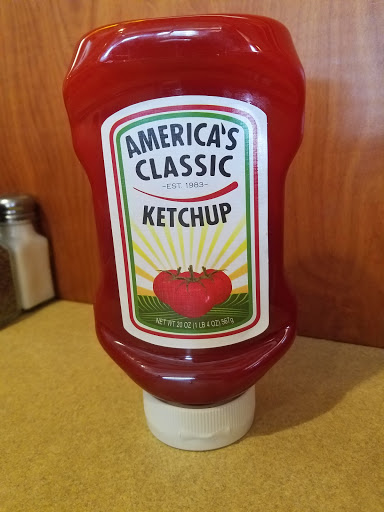 AMERICA'S
CLASSIC
-EST. 1983-
KETCHUP
NET WT 20 OZ (1 LB 4 OZ) 567g